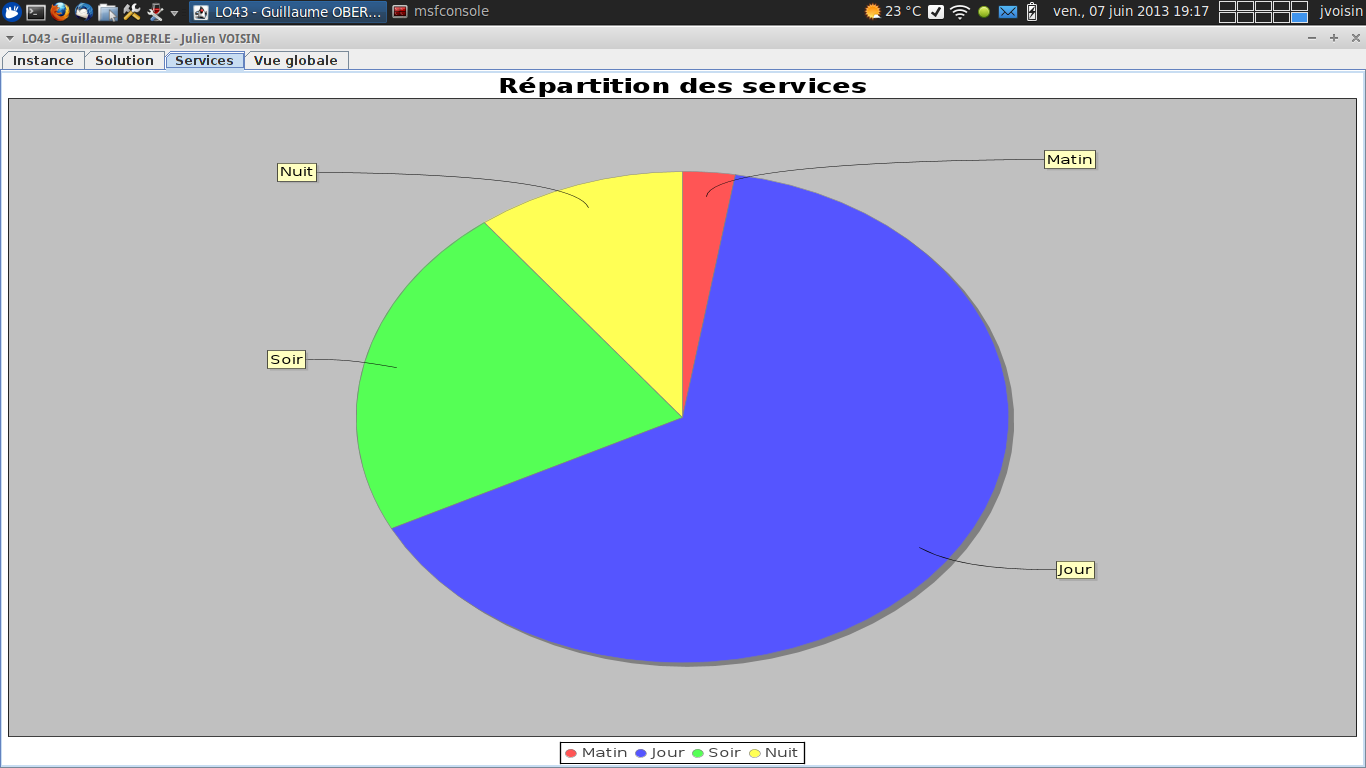 LO43 - Guillaume OBER... msfconsole 23 °C ven., 07 juin 2013 19:17 jvoisin
LO43 - Guillaume OBERLE - Julien VOISIN
Instance Solution Services Vue globale
Répartition des services
Matin
Nuit
Soir
Jour
Matin Jour Soir Nuit